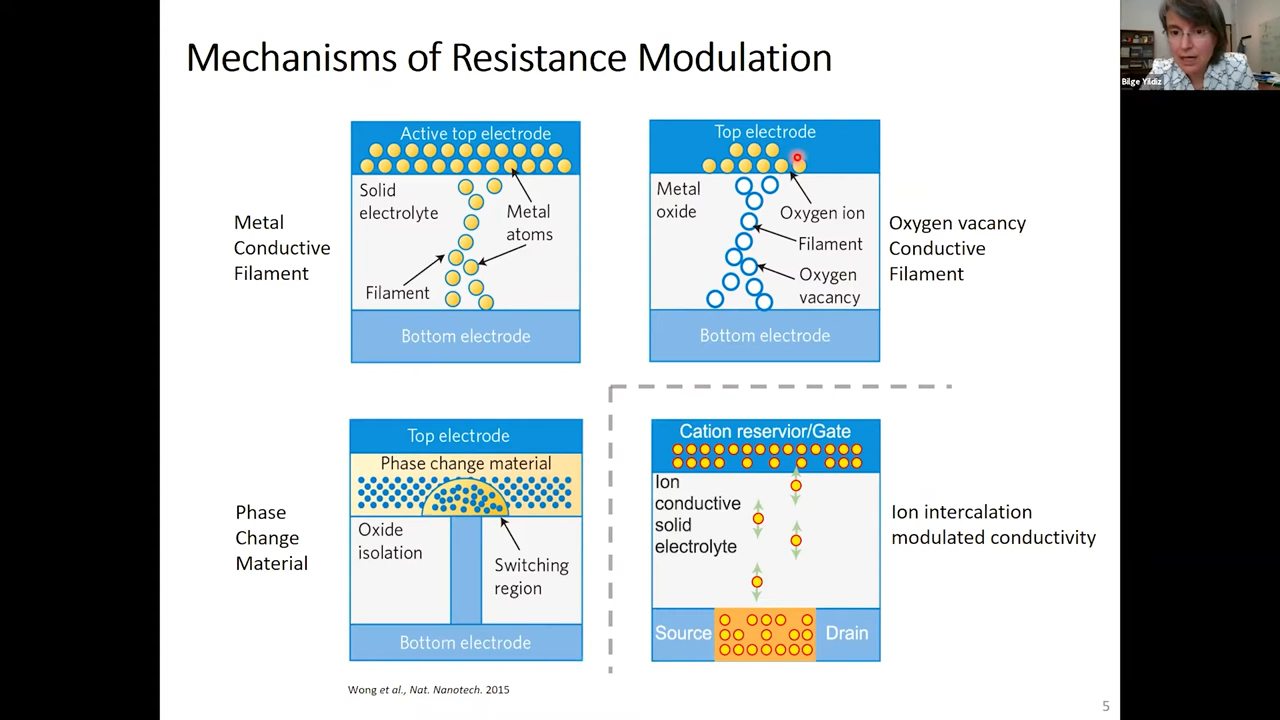 Mechanisms of Resistance Modulation
Bilge Yildiz
Metal
Conductive
Filament
Active top electrode
Solid
electrolyte
Metal
atoms
Filament
Bottom electrode
Top electrode
Metal
oxide
Oxygen ion
Filament
Oxygen
vacancy
Bottom electrode
Oxygen vacancy
Conductive
Filament
Phase
Change
Material
Top electrode
Phase change material
Oxide
isolation
Switching
region
Bottom electrode
Cation reservior/Gate
Ion
conductive
solid
electrolyte
Source
Drain
Ion intercalation
modulated conductivity
Wong et al., Nat. Nanotech. 2015
5